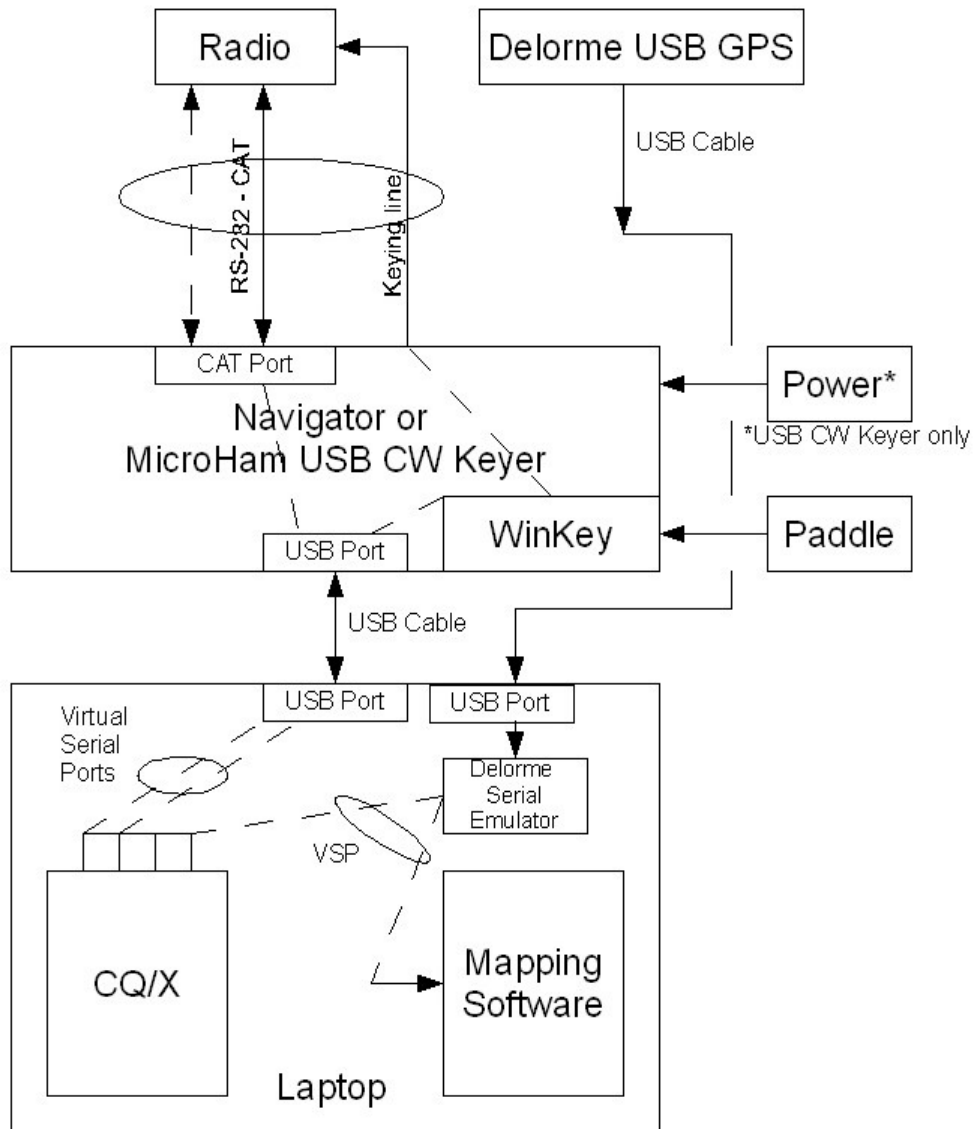 Radio
Delorme USB GPS
USB Cable
RS-232 - CAT
Keying line
CAT Port
Navigator or
MicroHam USB CW Keyer
Power*
*USB CW Keyer only
WinKey
Paddle
USB Port
USB Cable
USB Port
USB Port
Virtual
Serial
Ports
Delorme
Serial
Emulator
VSP
CQ/X
Mapping
Software
Laptop